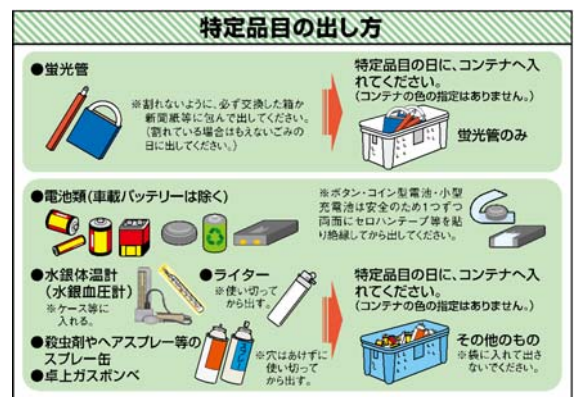 特定品目の出し方
●蛍光管
※割れないように、必ず交換した箱か
新聞紙等に包んで出してください。
(割れている場合はもえないごみの
日に出してください。)
特定品目の日に、コンテナへ入
れてください。
(コンテナの色の指定はありません。)
蛍光管のみ
●電池類(車載バッテリーは除く)
※ボタン・コイン型電池・小型
充電池は安全のため1つずつ
両面にセロハンテープ等を貼
り絶縁してから出してください。
●水銀体温計
(水銀血圧計)
※ケース等に
入れる。
●ライター
※使い切って
から出す。
●殺虫剤やヘアスプレー等の
スプレー缶
●卓上ガスボンベ
※穴はあけずに
使い切って
から出す。
特定品目の日に、コンテナへ入
れてください。
(コンテナの色の指定はありません。)
その他のもの
※袋に入れて出さ
ないでください。